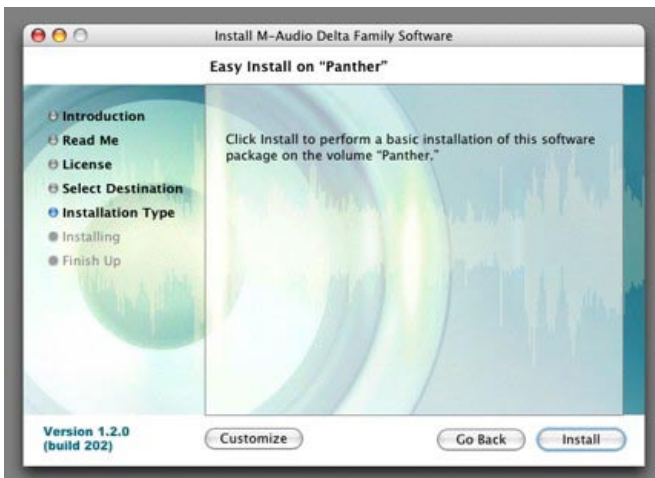 Install M-Audio Delta Family Software
Easy Install on “Panther”
Introduction
Read Me
License
Select Destination
Installation Type
Installing
Finish Up
Click Install to perform a basic installation of this software
package on the volume “Panther.”
Version 1.2.0
(build 202)
Customize
Go Back
Install